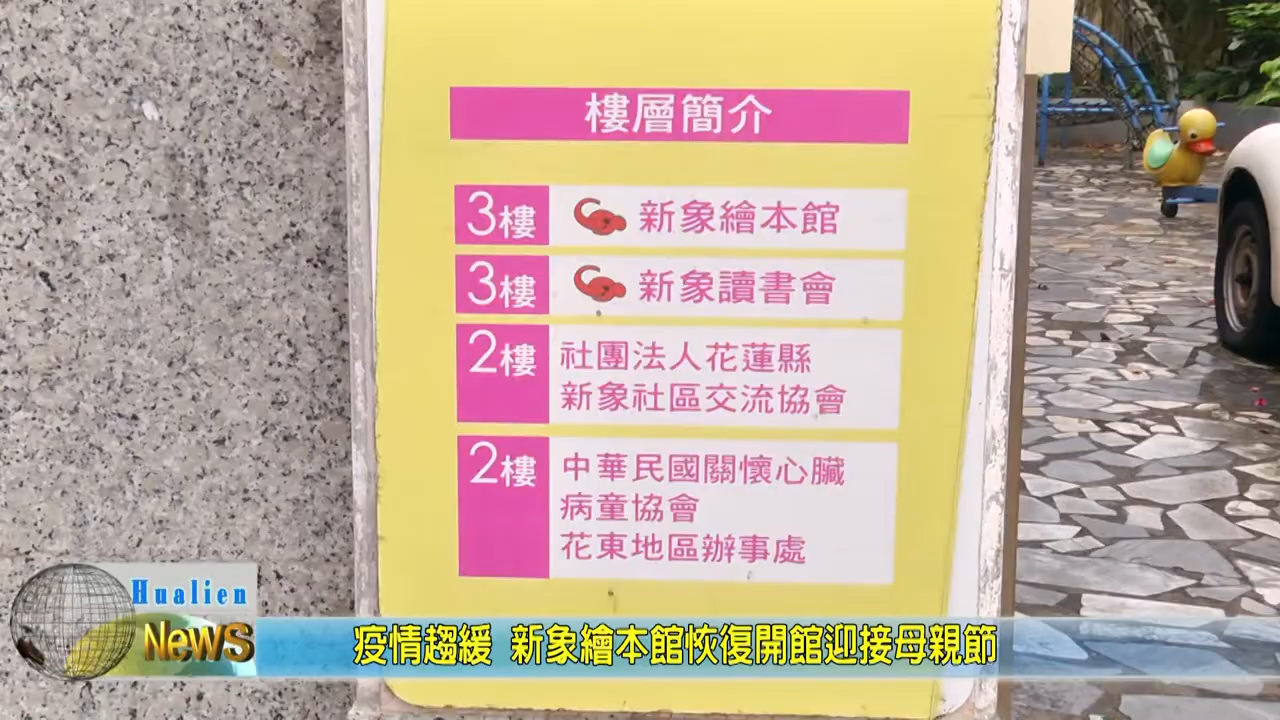 樓層簡介
3樓 新象繪本館
3樓 新象讀書會
2樓 社團法人花蓮縣
新象社區交流協會
2樓 中華民國關懷心臟
病童協會
花東地區辦事處
Hualien
News
疫情趨緩 新象繪本館恢復開館迎接母親節